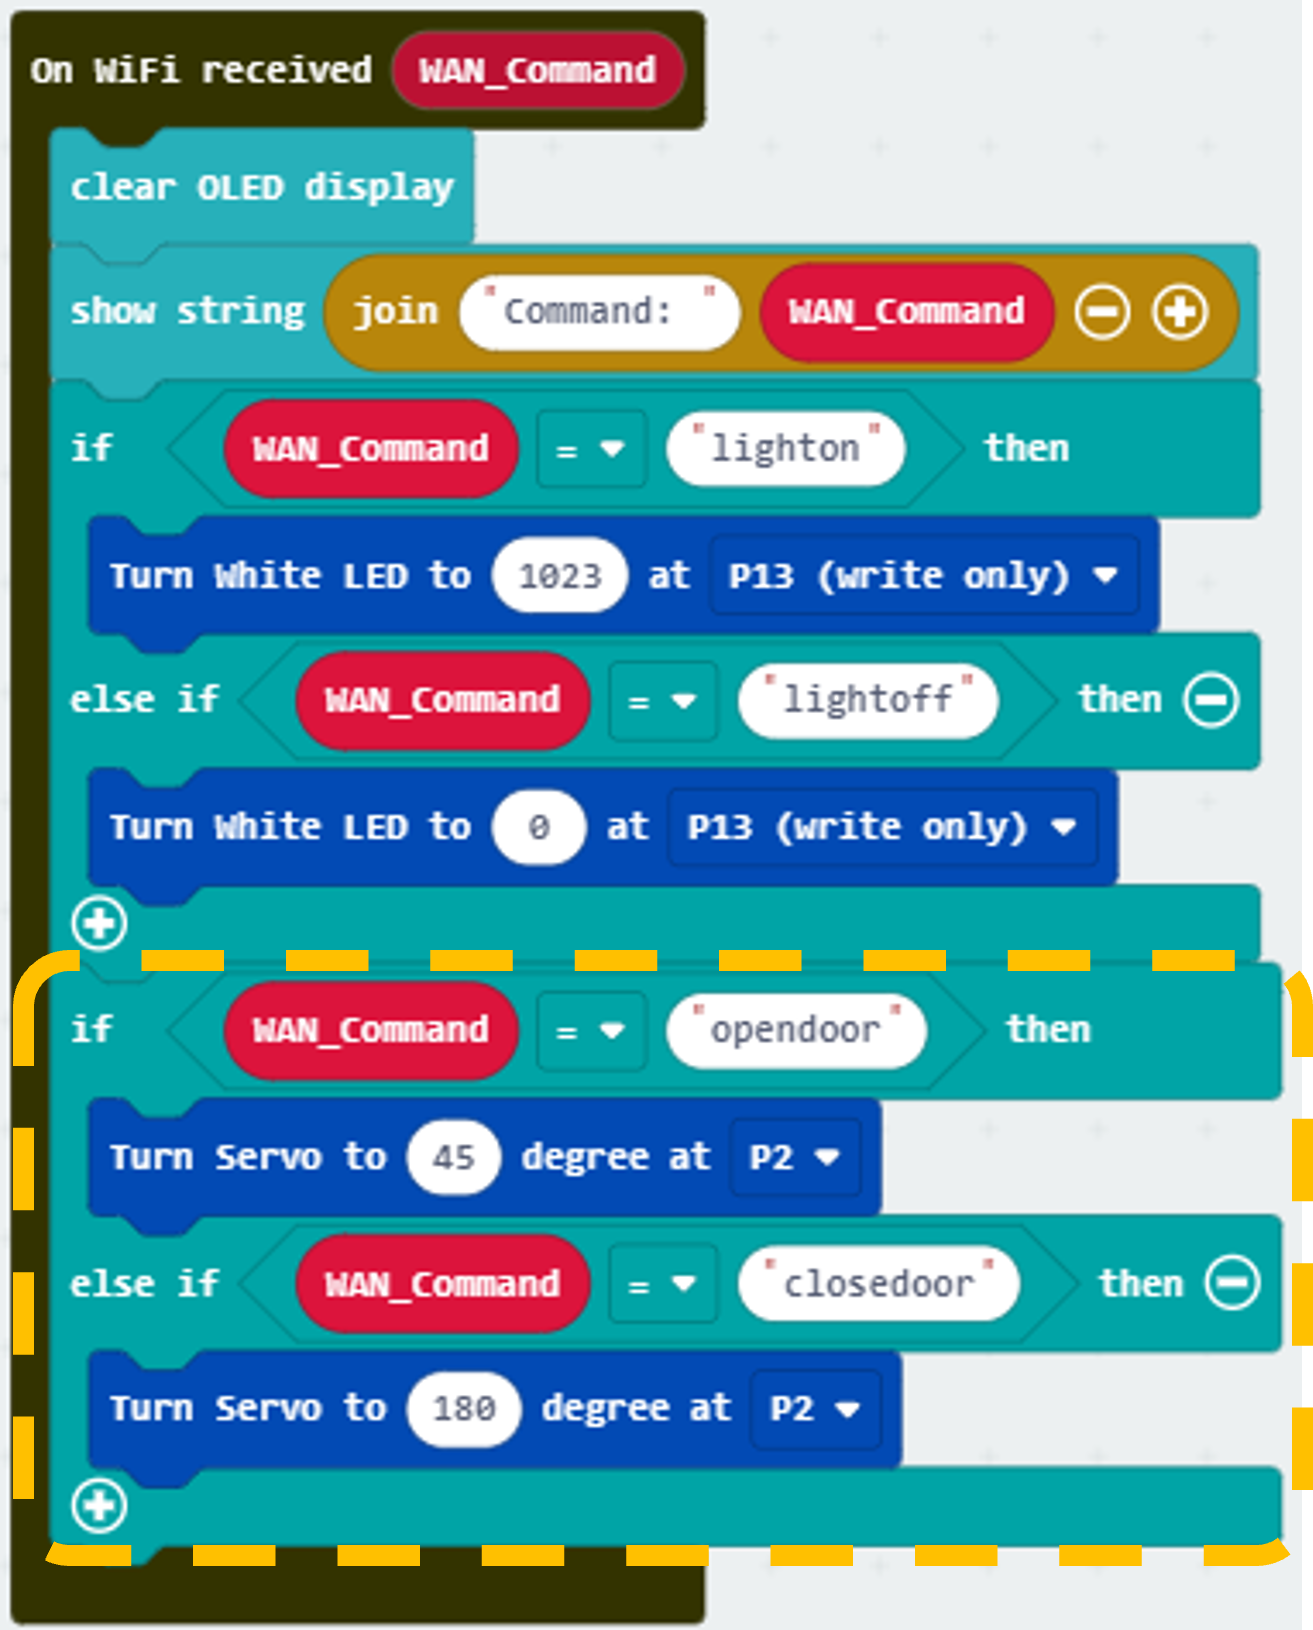 On WiFi received WAN_Command
clear OLED display
show string join "Command: " WAN_Command
if WAN_Command = "lighton" then
Turn White LED to 1023 at P13 (write only)
else if WAN_Command = "lightoff" then
Turn White LED to 0 at P13 (write only)
if WAN_Command = "opendoor" then
Turn Servo to 45 degree at P2
else if WAN_Command = "closedoor" then
Turn Servo to 180 degree at P2